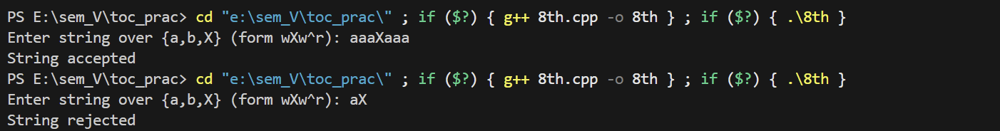 PS E:\sem_V\toc_prac> cd "e:\sem_V\toc_prac\" ; if ($?) { g++ 8th.cpp -o 8th } ; if ($?) { .\8th }
Enter string over {a,b,X} (form wXw^r): aaaXaaa
String accepted
PS E:\sem_V\toc_prac> cd "e:\sem_V\toc_prac\" ; if ($?) { g++ 8th.cpp -o 8th } ; if ($?) { .\8th }
Enter string over {a,b,X} (form wXw^r): aX
String rejected